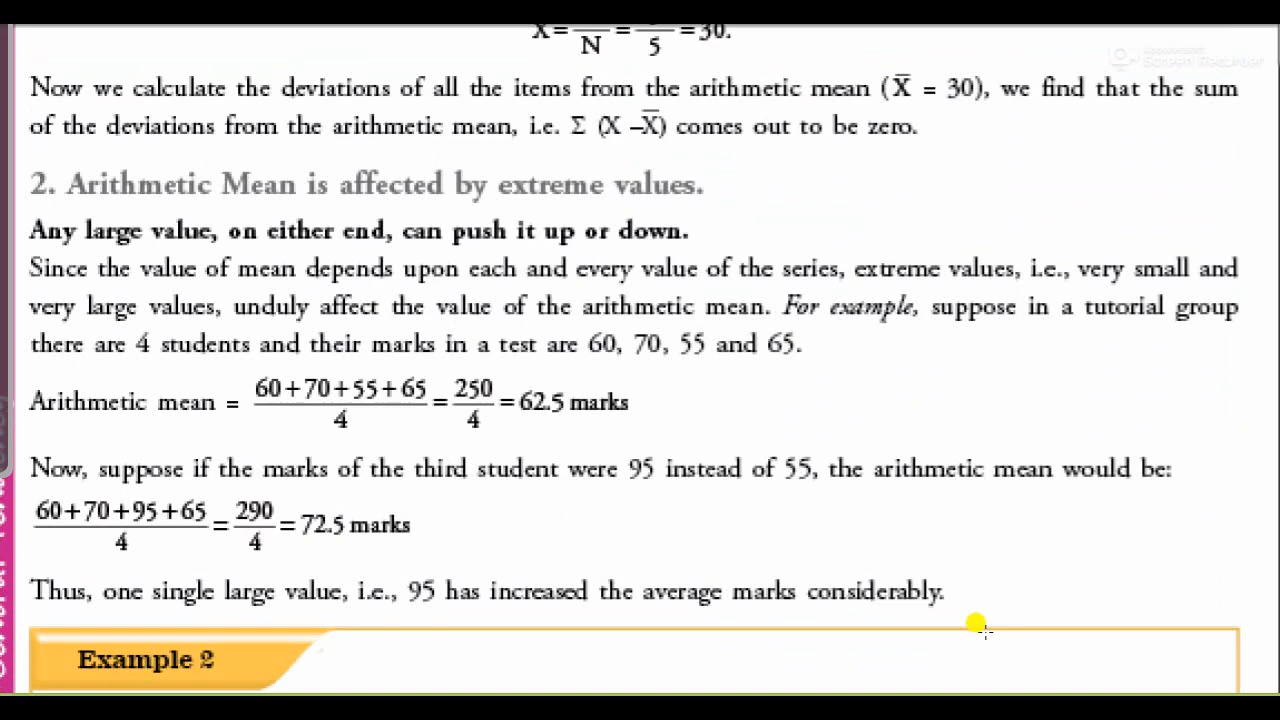 X = N = 5 = 30.
Now we calculate the deviations of all the items from the arithmetic mean (X̅ = 30), we find that the sum
of the deviations from the arithmetic mean, i.e. Σ (X –X̅) comes out to be zero.
2. Arithmetic Mean is affected by extreme values.
Any large value, on either end, can push it up or down.
Since the value of mean depends upon each and every value of the series, extreme values, i.e., very small and
very large values, unduly affect the value of the arithmetic mean. For example, suppose in a tutorial group
there are 4 students and their marks in a test are 60, 70, 55 and 65.
Arithmetic mean = (60+70+55+65)/4 = 250/4 = 62.5 marks
Now, suppose if the marks of the third student were 95 instead of 55, the arithmetic mean would be:
(60+70+95+65)/4 = 290/4 = 72.5 marks
Thus, one single large value, i.e., 95 has increased the average marks considerably.
Example 2
Screen Recorder